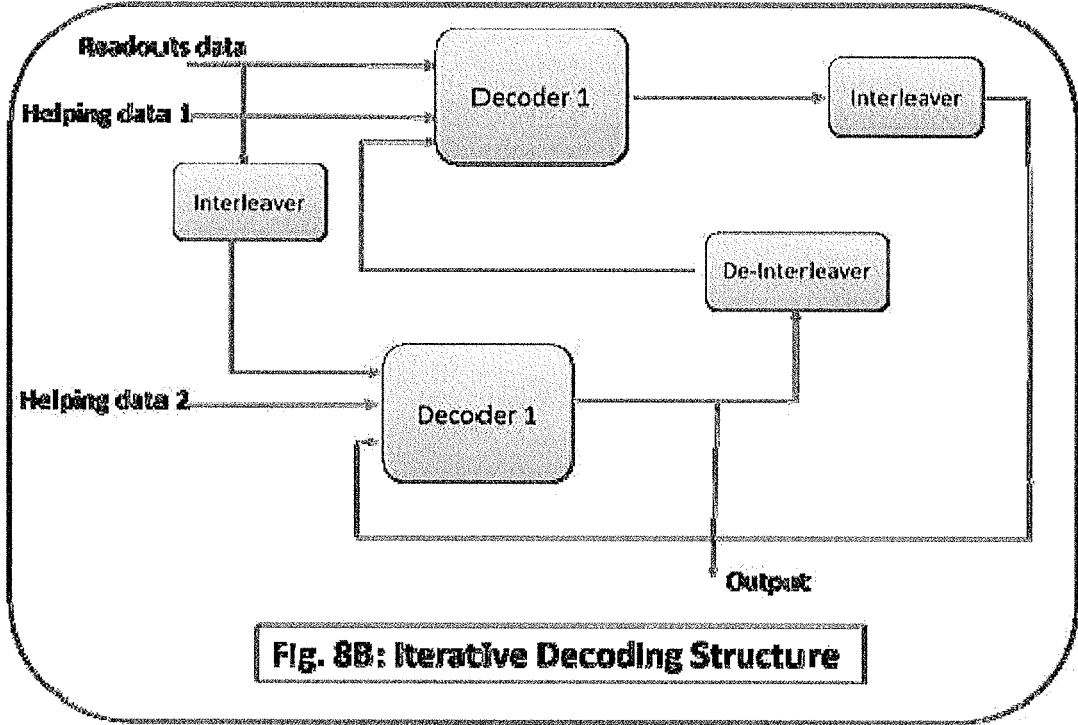 Readouts data
Decoder 1
Interleaver
Helping data 1
Interleaver
De-Interleaver
Helping data 2
Decoder 1
Output
Fig. 8B: Iterative Decoding Structure